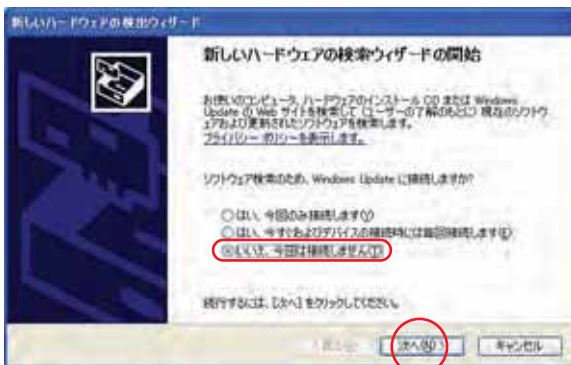 新しいハードウェアの検出ウィザード
新しいハードウェアの検索ウィザードの開始
お使いのコンピュータ、ハードウェアのインストール CD または Windows
Update の Web サイトを検索して (ユーザーの了解のもとに) 現在のソフトウ
ェアおよび更新されたソフトウェアを検索します。
プライバシー ポリシーを表示します。
ソフトウェア検索のため、Windows Update に接続しますか?
はい、今回のみ接続します(Y)
はい、今すぐおよびデバイスの接続時には毎回接続します(E)
いいえ、今回は接続しません(T)
続行するには、[次へ] をクリックしてください。
< 戻る(B) 次へ(N) > キャンセル